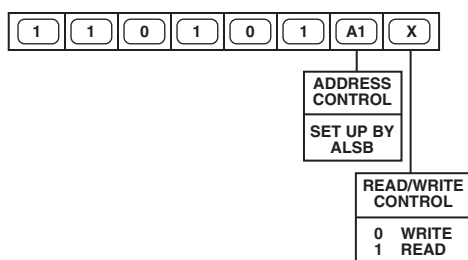 1 1 0 1 0 1 A1 X
ADDRESS
CONTROL
SET UP BY
ALSB
READ/WRITE
CONTROL
0 WRITE
1 READ